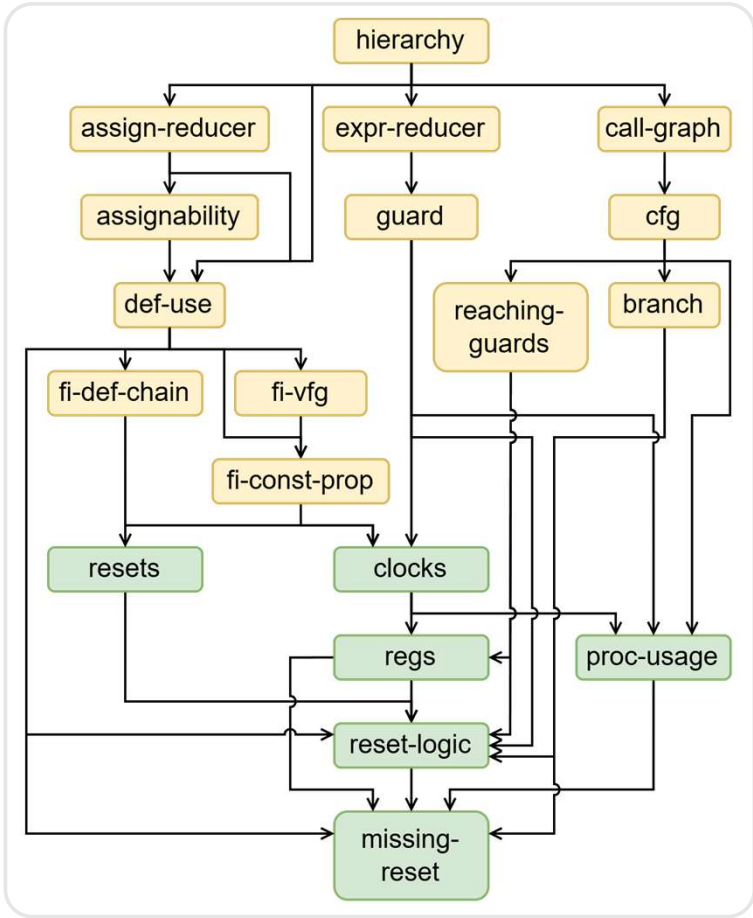 hierarchy
assign-reducer
expr-reducer
call-graph
assignability
guard
cfg
def-use
reaching-
guards
branch
fi-def-chain
fi-vfg
fi-const-prop
resets
clocks
regs
proc-usage
reset-logic
missing-
reset